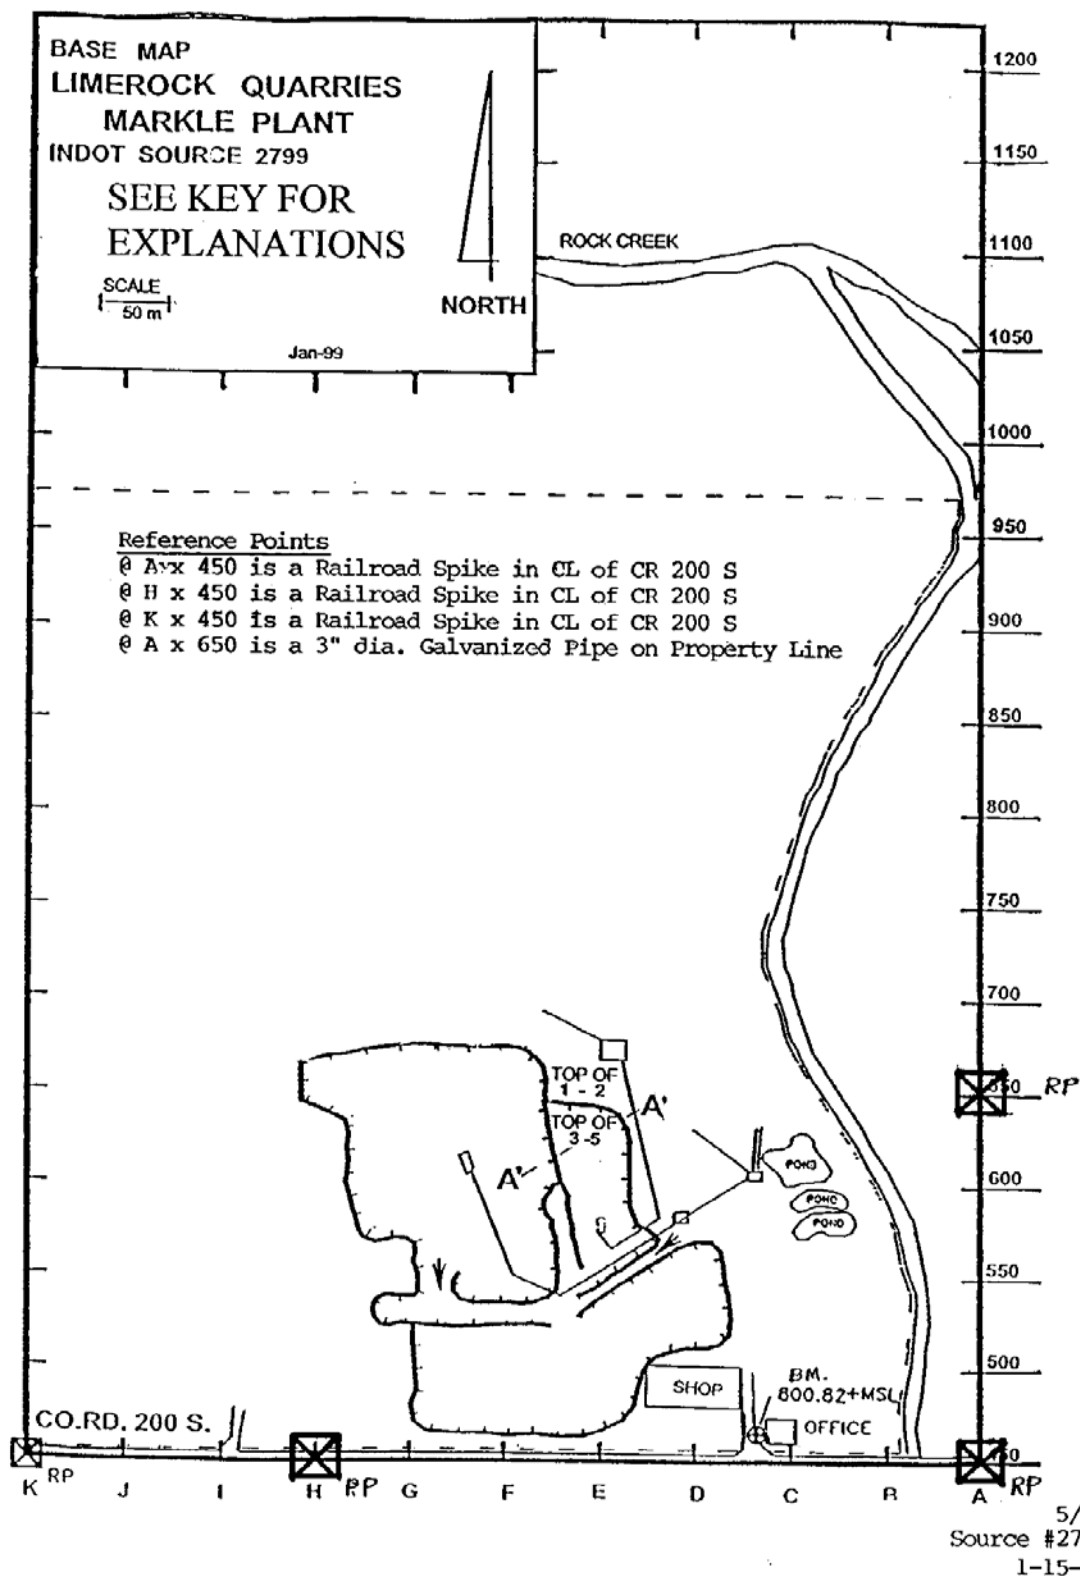 BASE MAP
LIMEROCK QUARRIES
MARKLE PLANT
INDOT SOURCE 2799
SEE KEY FOR
EXPLANATIONS
SCALE
50 m
NORTH
Jan-99
ROCK CREEK
1200
1150
1100
1050
1000
950
900
850
800
750
700
RP
600
550
500
Reference Points
@ A x 450 is a Railroad Spike in CL of CR 200 S
@ H x 450 is a Railroad Spike in CL of CR 200 S
@ K x 450 is a Railroad Spike in CL of CR 200 S
@ A x 650 is a 3" dia. Galvanized Pipe on Property Line
TOP OF
1 - 2
A'
TOP OF
3 -5
A'
POND
POND
POND
SHOP
BM.
800.82+MSL
OFFICE
CO.RD. 200 S.
K RP J I H RP G F E D C B A RP
5/
Source #27
1-15-